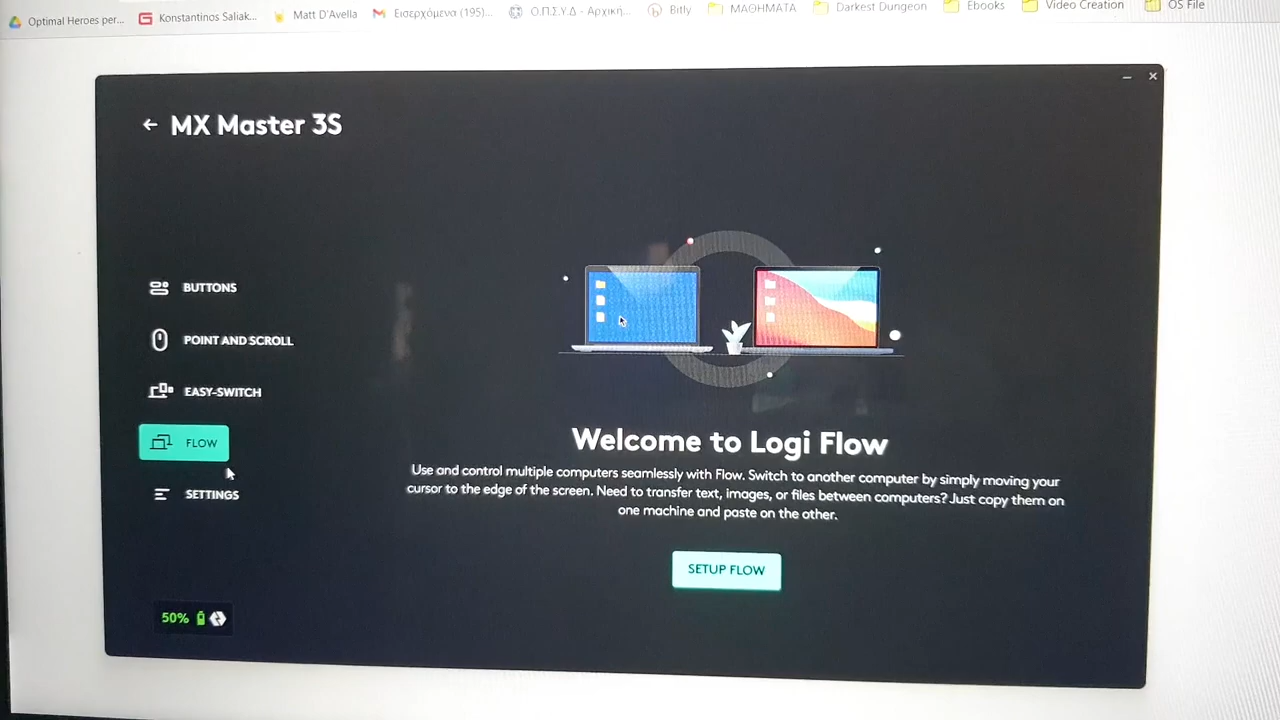 Optimal Heroes per...
Konstantinos Saliak...
Matt D'Avella
Εισερχόμενα (195)...
Ο.Π.ΣΥ.Δ - Αρχική...
Bitly
ΜΑΘΗΜΑΤΑ
Darkest Dungeon
Ebooks
Video Creation
OS File
MX Master 3S
BUTTONS
POINT AND SCROLL
EASY-SWITCH
FLOW
SETTINGS
50%
Welcome to Logi Flow
Use and control multiple computers seamlessly with Flow. Switch to another computer by simply moving your
cursor to the edge of the screen. Need to transfer text, images, or files between computers? Just copy them on
one machine and paste on the other.
SETUP FLOW